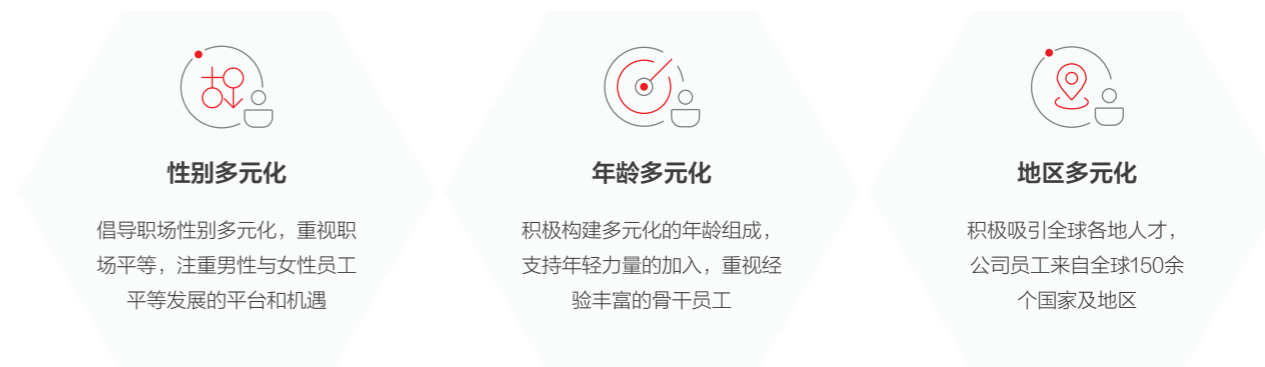 性别多元化
倡导职场性别多元化，重视职
场平等，注重男性与女性员工
平等发展的平台和机遇
年龄多元化
积极构建多元化的年龄组成，
支持年轻力量的加入，重视经
验丰富的骨干员工
地区多元化
积极吸引全球各地人才，
公司员工来自全球150余
个国家及地区